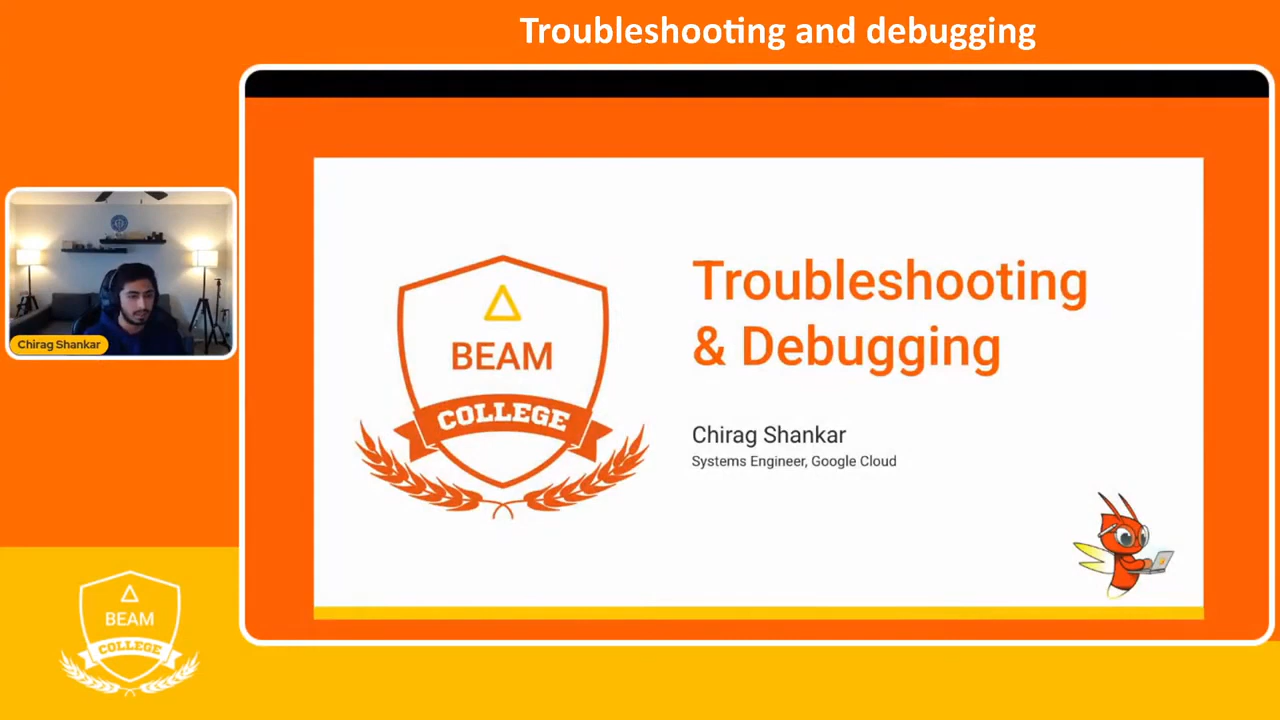 Troubleshooting and debugging
Chirag Shankar
BEAM
COLLEGE
Troubleshooting
& Debugging
Chirag Shankar
Systems Engineer, Google Cloud
BEAM
COLLEGE